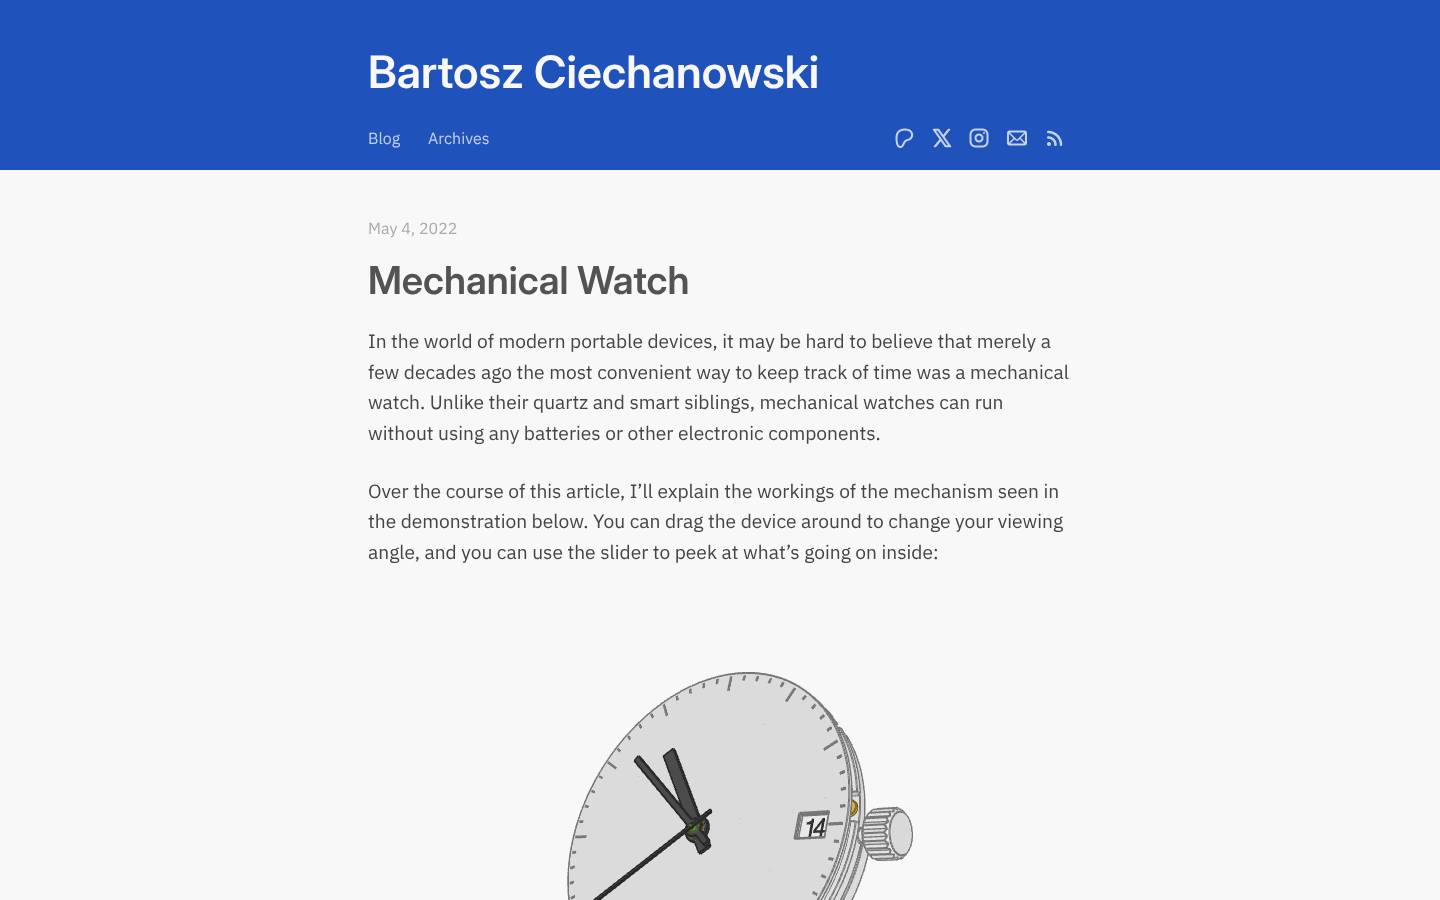 Bartosz Ciechanowski
Blog Archives
May 4, 2022
Mechanical Watch
In the world of modern portable devices, it may be hard to believe that merely a
few decades ago the most convenient way to keep track of time was a mechanical
watch. Unlike their quartz and smart siblings, mechanical watches can run
without using any batteries or other electronic components.
Over the course of this article, I’ll explain the workings of the mechanism seen in
the demonstration below. You can drag the device around to change your viewing
angle, and you can use the slider to peek at what’s going on inside:
14